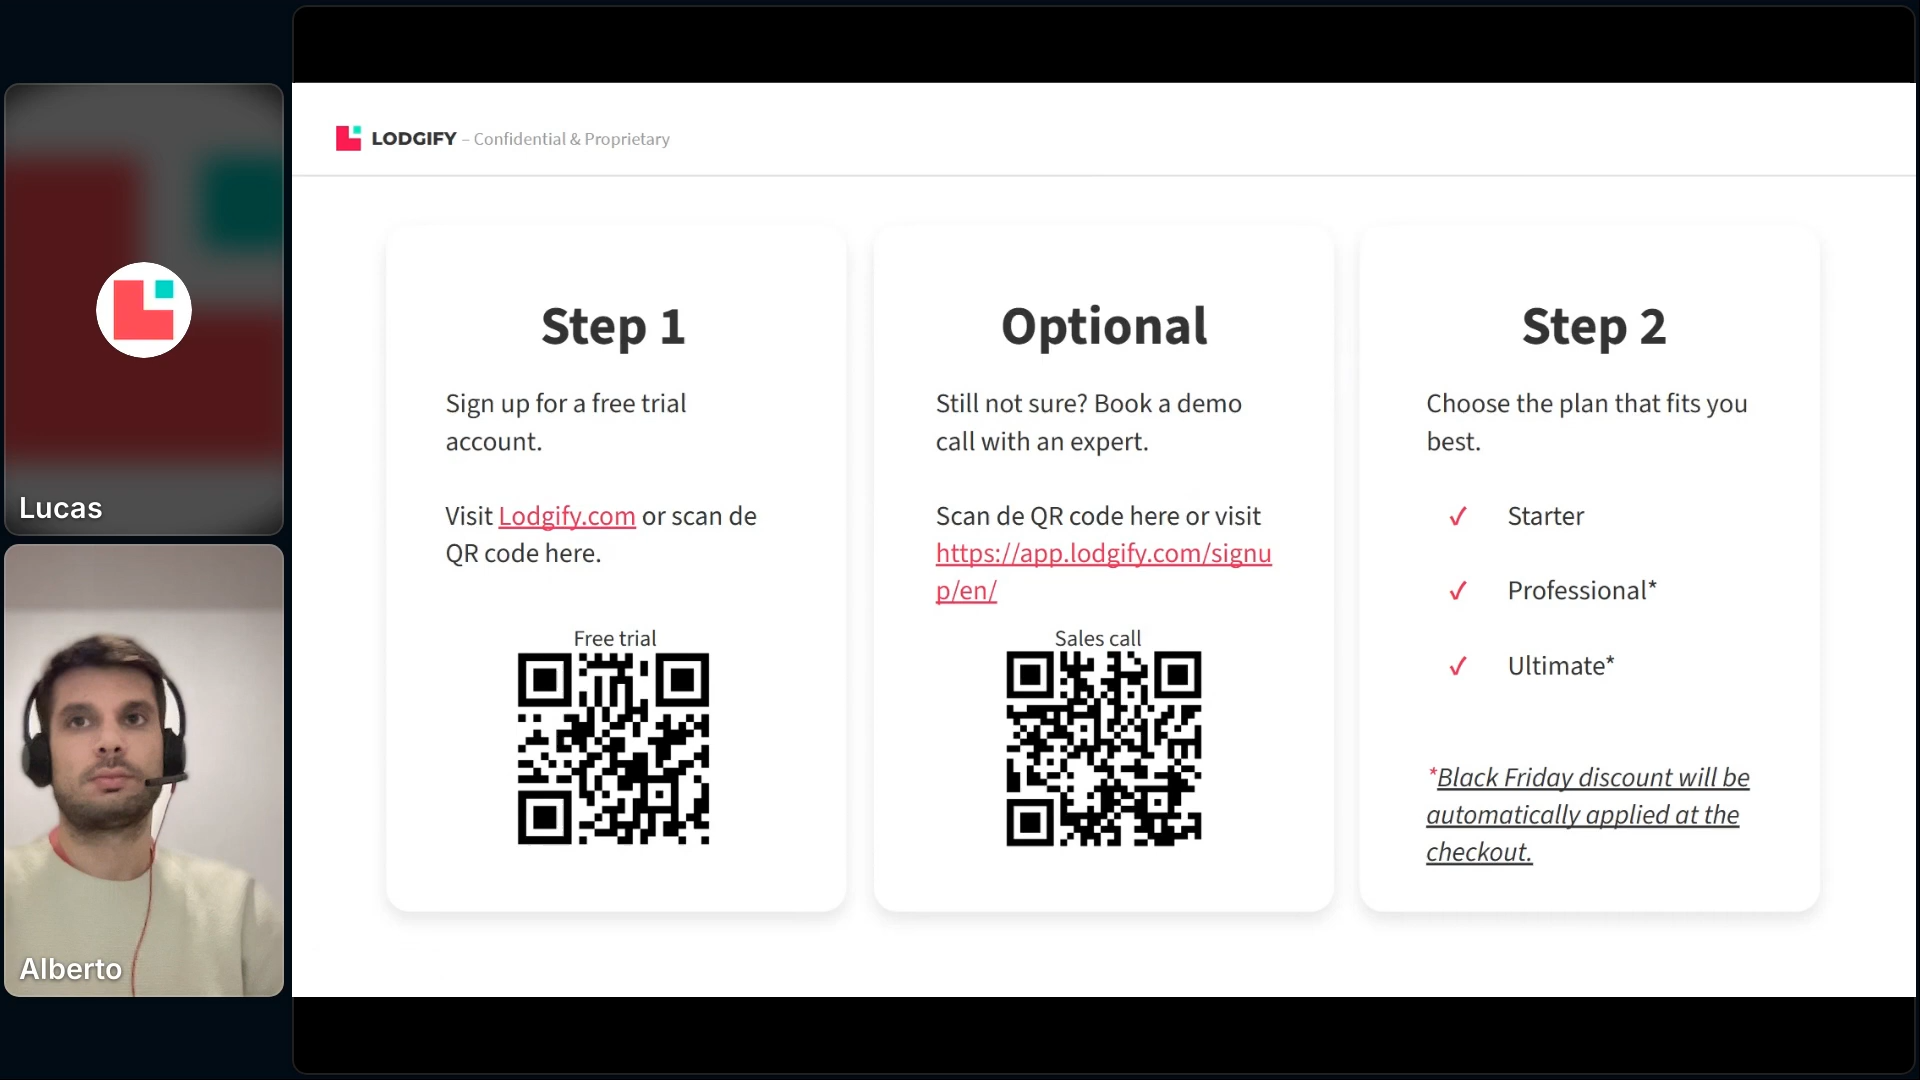 Lucas
Alberto
LODGIFY – Confidential & Proprietary
Step 1
Sign up for a free trial
account.
Visit Lodgify.com or scan de
QR code here.
Free trial
Optional
Still not sure? Book a demo
call with an expert.
Scan de QR code here or visit
https://app.lodgify.com/signu
p/en/
Sales call
Step 2
Choose the plan that fits you
best.
✓ Starter
✓ Professional*
✓ Ultimate*
*Black Friday discount will be
automatically applied at the
checkout.